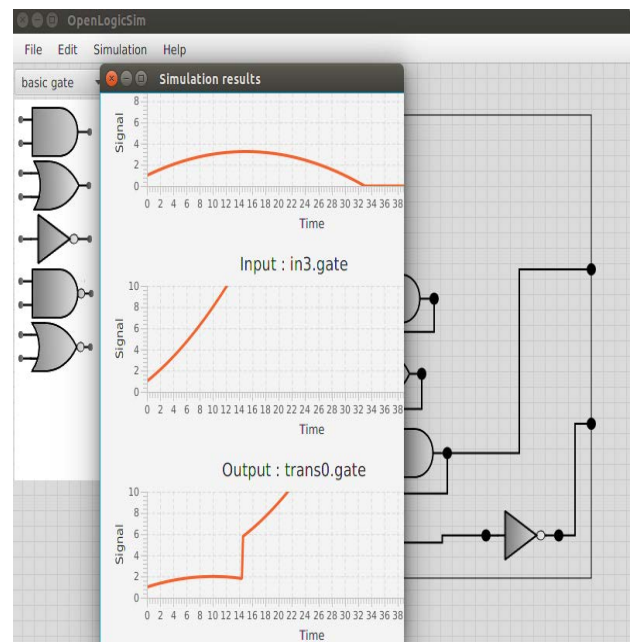 OpenLogicSim
File Edit Simulation Help
basic gate
Simulation results
8
6
4
2
0
Signal
0 2 4 6 8 10 12 14 16 18 20 22 24 26 28 30 32 34 36 38
Time
Input : in3.gate
10
8
6
4
2
0
Signal
0 2 4 6 8 10 12 14 16 18 20 22 24 26 28 30 32 34 36 38
Time
Output : trans0.gate
10
8
6
4
2
0
Signal
0 2 4 6 8 10 12 14 16 18 20 22 24 26 28 30 32 34 36 38
Time